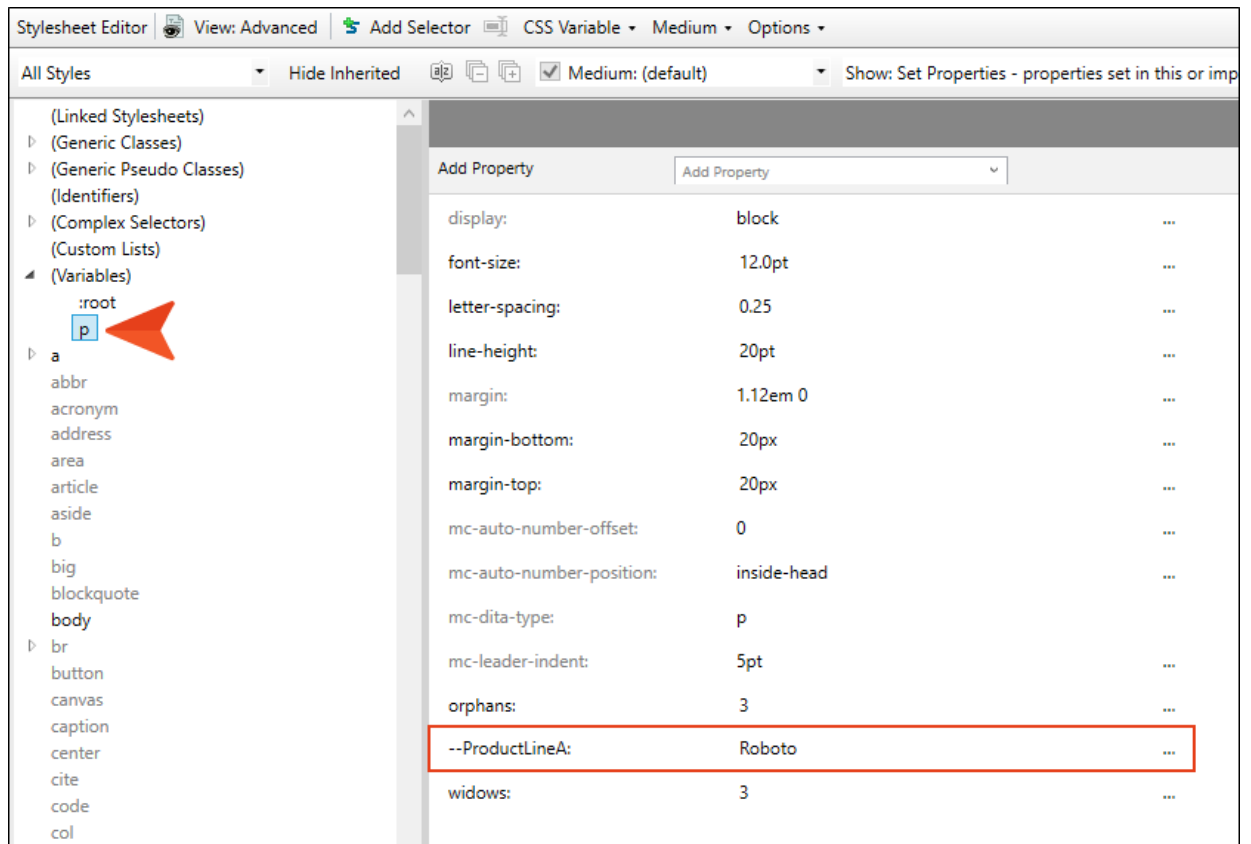 Stylesheet Editor View: Advanced Add Selector CSS Variable Medium Options
All Styles Hide Inherited a z Medium: (default) Show: Set Properties - properties set in this or imp
(Linked Stylesheets)
(Generic Classes)
(Generic Pseudo Classes)
(Identifiers)
(Complex Selectors)
(Custom Lists)
(Variables)
:root
p
a
abbr
acronym
address
area
article
aside
b
big
blockquote
body
br
button
canvas
caption
center
cite
code
col
Add Property Add Property
display: block ...
font-size: 12.0pt ...
letter-spacing: 0.25 ...
line-height: 20pt ...
margin: 1.12em 0 ...
margin-bottom: 20px ...
margin-top: 20px ...
mc-auto-number-offset: 0 ...
mc-auto-number-position: inside-head ...
mc-dita-type: p
mc-leader-indent: 5pt ...
orphans: 3 ...
--ProductLineA: Roboto ...
widows: 3 ...